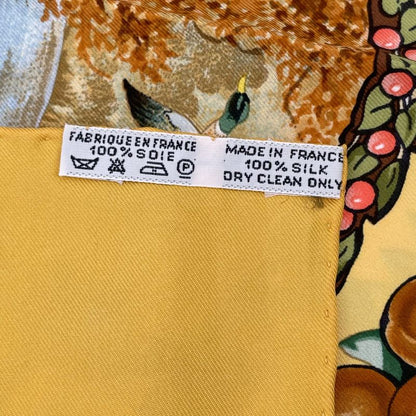 FABRIQUE EN FRANCE
100% SOIE
P
MADE IN FRANCE
100% SILK
DRY CLEAN ONLY